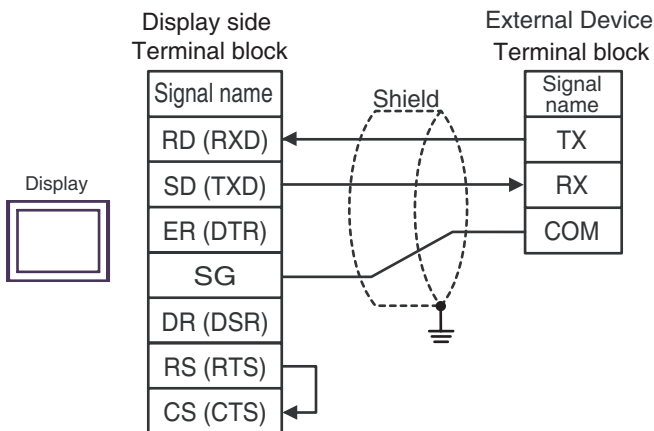 Display side
Terminal block
External Device
Terminal block
Signal name
Shield
Signal
name
RD (RXD)
TX
Display
SD (TXD)
RX
ER (DTR)
COM
SG
DR (DSR)
RS (RTS)
CS (CTS)